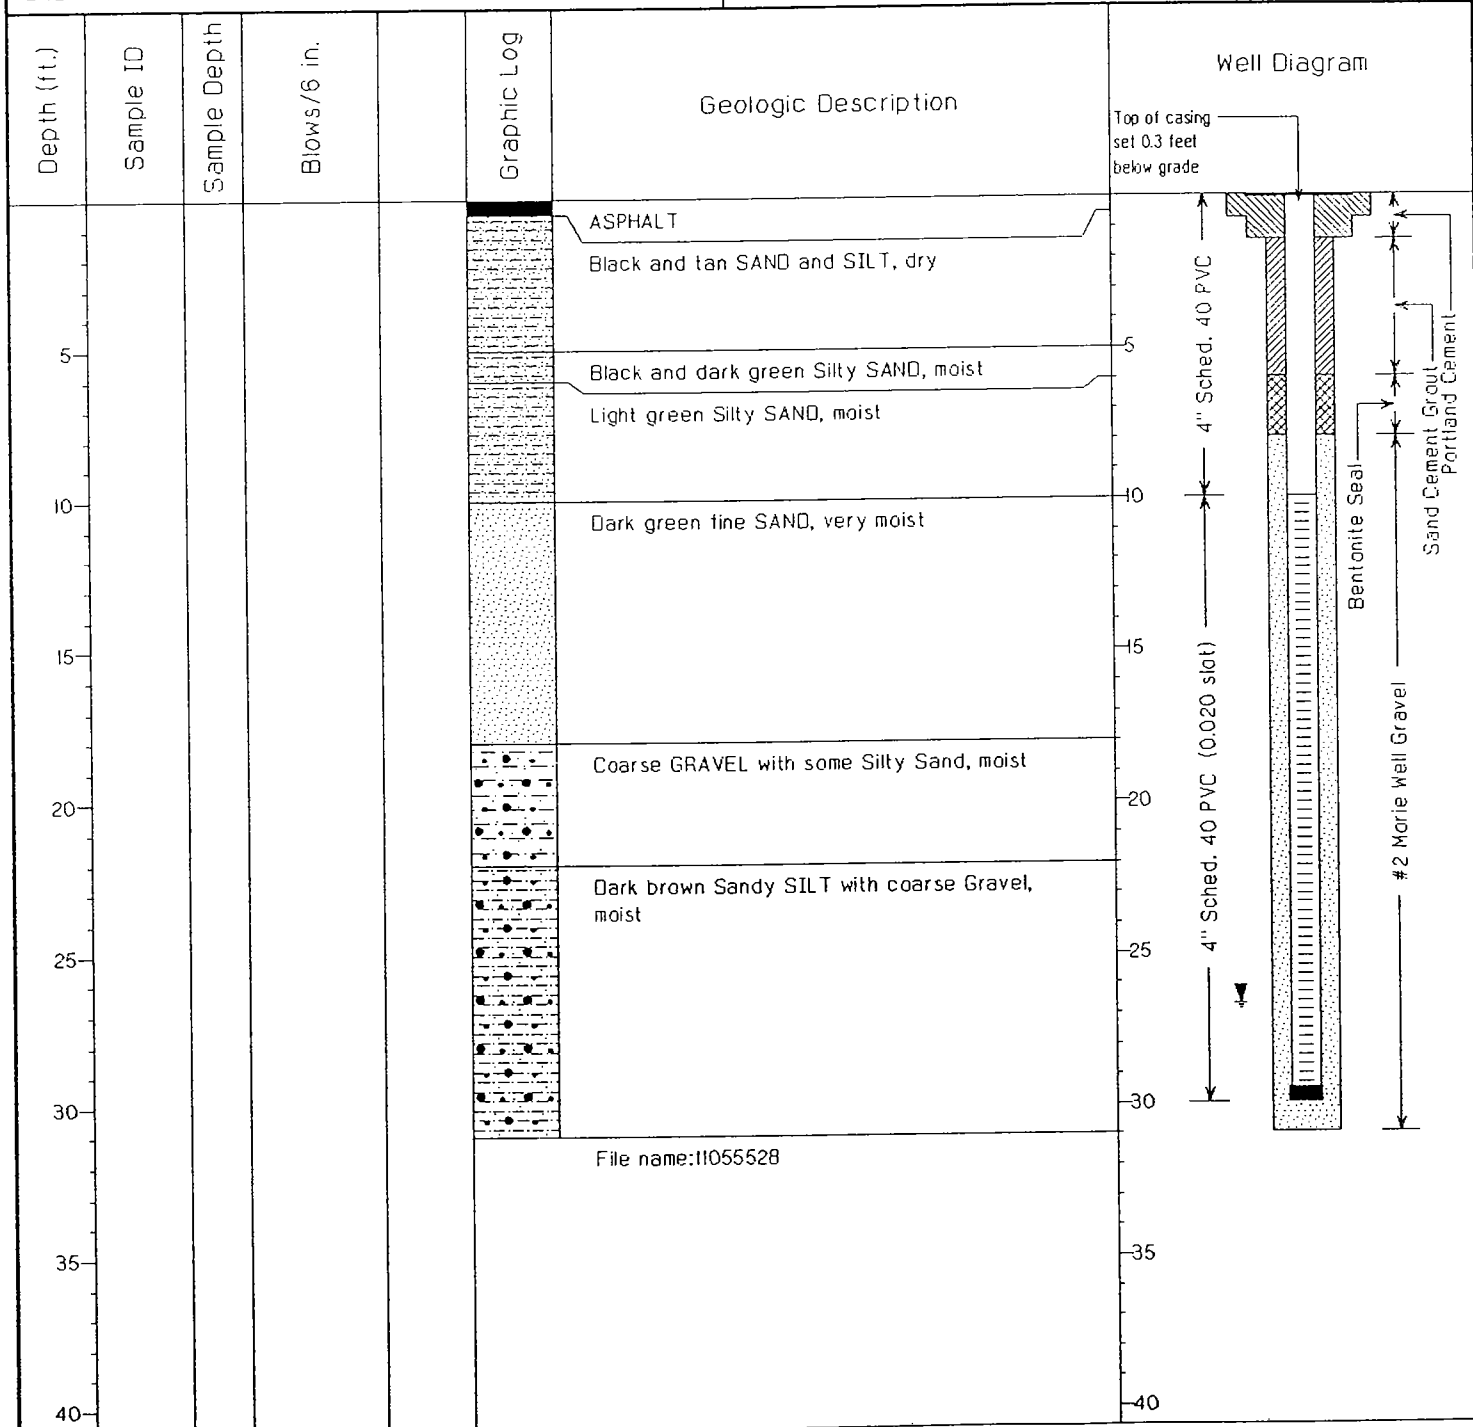 Depth (ft.)
Sample ID
Sample Depth
Blows/6 in.
Graphic Log
Geologic Description
Well Diagram
Top of casing
set 0.3 feet
below grade
ASPHALT
Black and tan SAND and SILT, dry
Black and dark green Silty SAND, moist
Light green Silty SAND, moist
Dark green fine SAND, very moist
Coarse GRAVEL with some Silty Sand, moist
Dark brown Sandy SILT with coarse Gravel,
moist
File name:11055528
5
10
15
20
25
30
35
40
5
10
15
20
25
30
35
40
4" Sched. 40 PVC
4" Sched. 40 PVC (0.020 slot)
Bentonite Seal
#2 Morie Well Gravel
Sand Cement Grout
Portland Cement